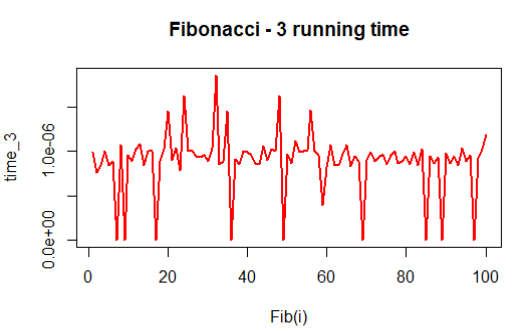 Fibonacci - 3 running time
time_3
1.0e-06
0.0e+00
0 20 40 60 80 100
Fib(i)